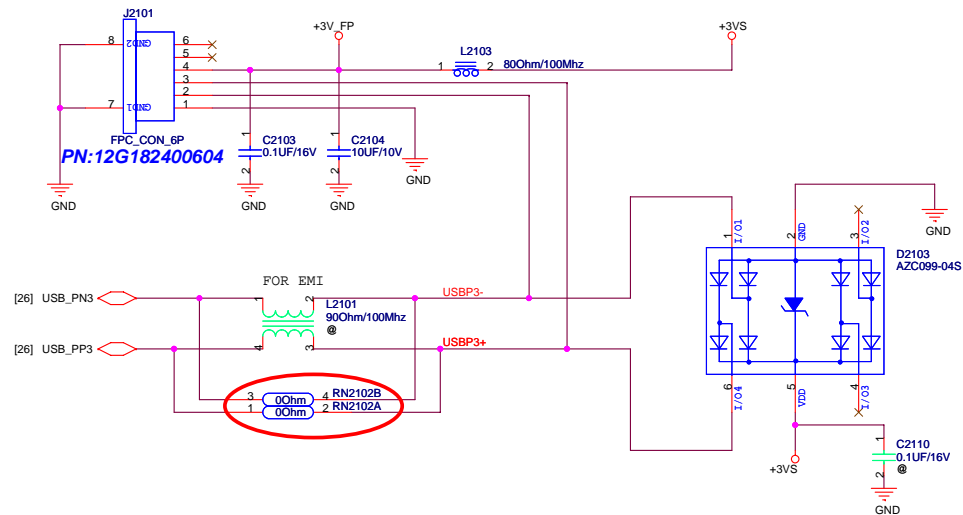 J2101
8
GND2
6
5
4
3
2
1
7
GND1
FPC_CON_6P
PN:12G182400604
GND
+3V_FP
L2103
1
2
80Ohm/100Mhz
+3VS
1
C2103
0.1UF/16V
2
GND
1
C2104
10UF/10V
2
GND
GND
FOR EMI
[26] USB_PN3
1
2
USBP3-
L2101
90Ohm/100Mhz
@
[26] USB_PP3
4
3
USBP3+
3
0Ohm
4
RN2102B
1
0Ohm
2
RN2102A
1
I/O1
2
GND
3
I/O2
GND
D2103
AZC099-04S
6
I/O4
5
VDD
4
I/O3
+3VS
1
C2110
0.1UF/16V
2
@
GND